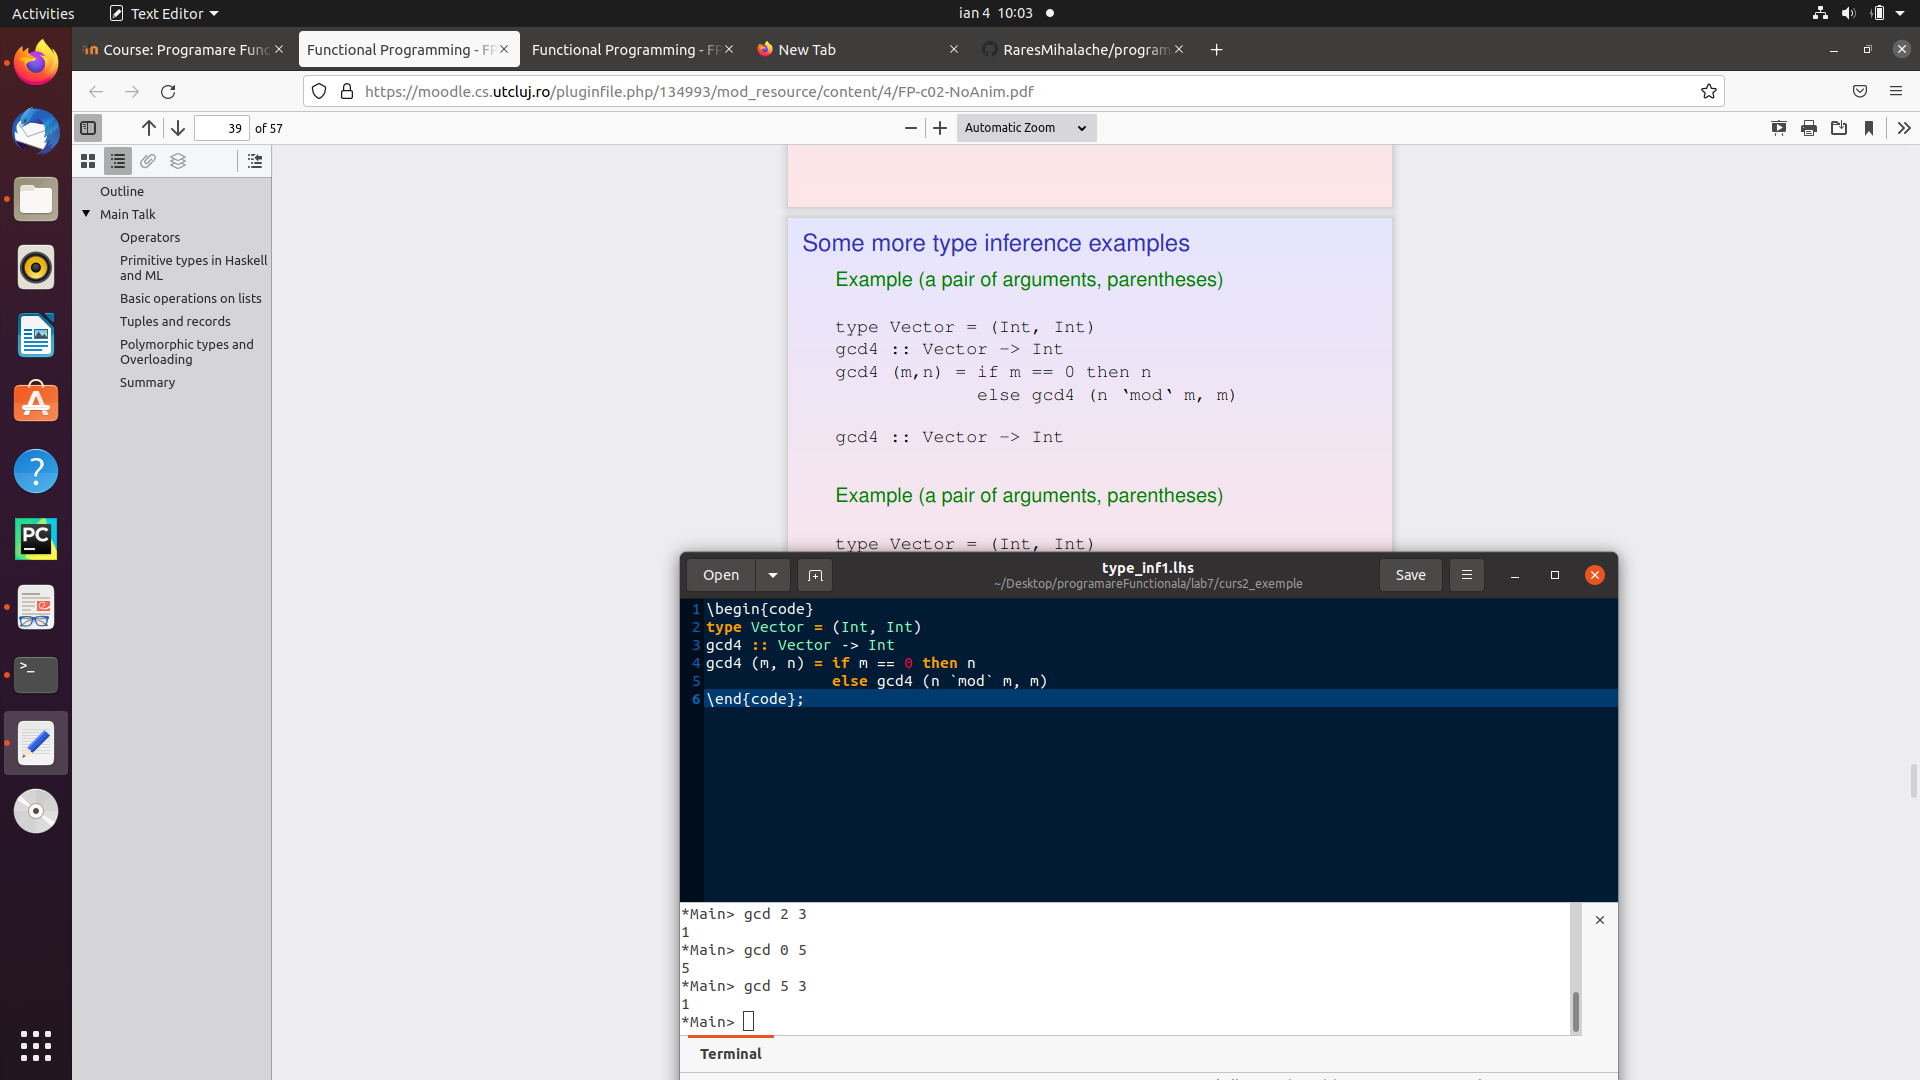 Activities
Text Editor
ian 4 10:03
Course: Programare Func
Functional Programming - FP
Functional Programming - FP
New Tab
RaresMihalache/program
https://moodle.cs.utcluj.ro/pluginfile.php/134993/mod_resource/content/4/FP-c02-NoAnim.pdf
39 of 57
Automatic Zoom
Outline
Main Talk
Operators
Primitive types in Haskell
and ML
Basic operations on lists
Tuples and records
Polymorphic types and
Overloading
Summary
Some more type inference examples
Example (a pair of arguments, parentheses)
type Vector = (Int, Int)
gcd4 :: Vector -> Int
gcd4 (m,n) = if m == 0 then n
else gcd4 (n ‘mod‘ m, m)
gcd4 :: Vector -> Int
Example (a pair of arguments, parentheses)
type Vector = (Int, Int)
Open
type_inf1.lhs
~/Desktop/programareFunctionala/lab7/curs2_exemple
Save
1 \begin{code}
2 type Vector = (Int, Int)
3 gcd4 :: Vector -> Int
4 gcd4 (m, n) = if m == 0 then n
5 else gcd4 (n `mod` m, m)
6 \end{code};
*Main> gcd 2 3
1
*Main> gcd 0 5
5
*Main> gcd 5 3
1
*Main>
Terminal